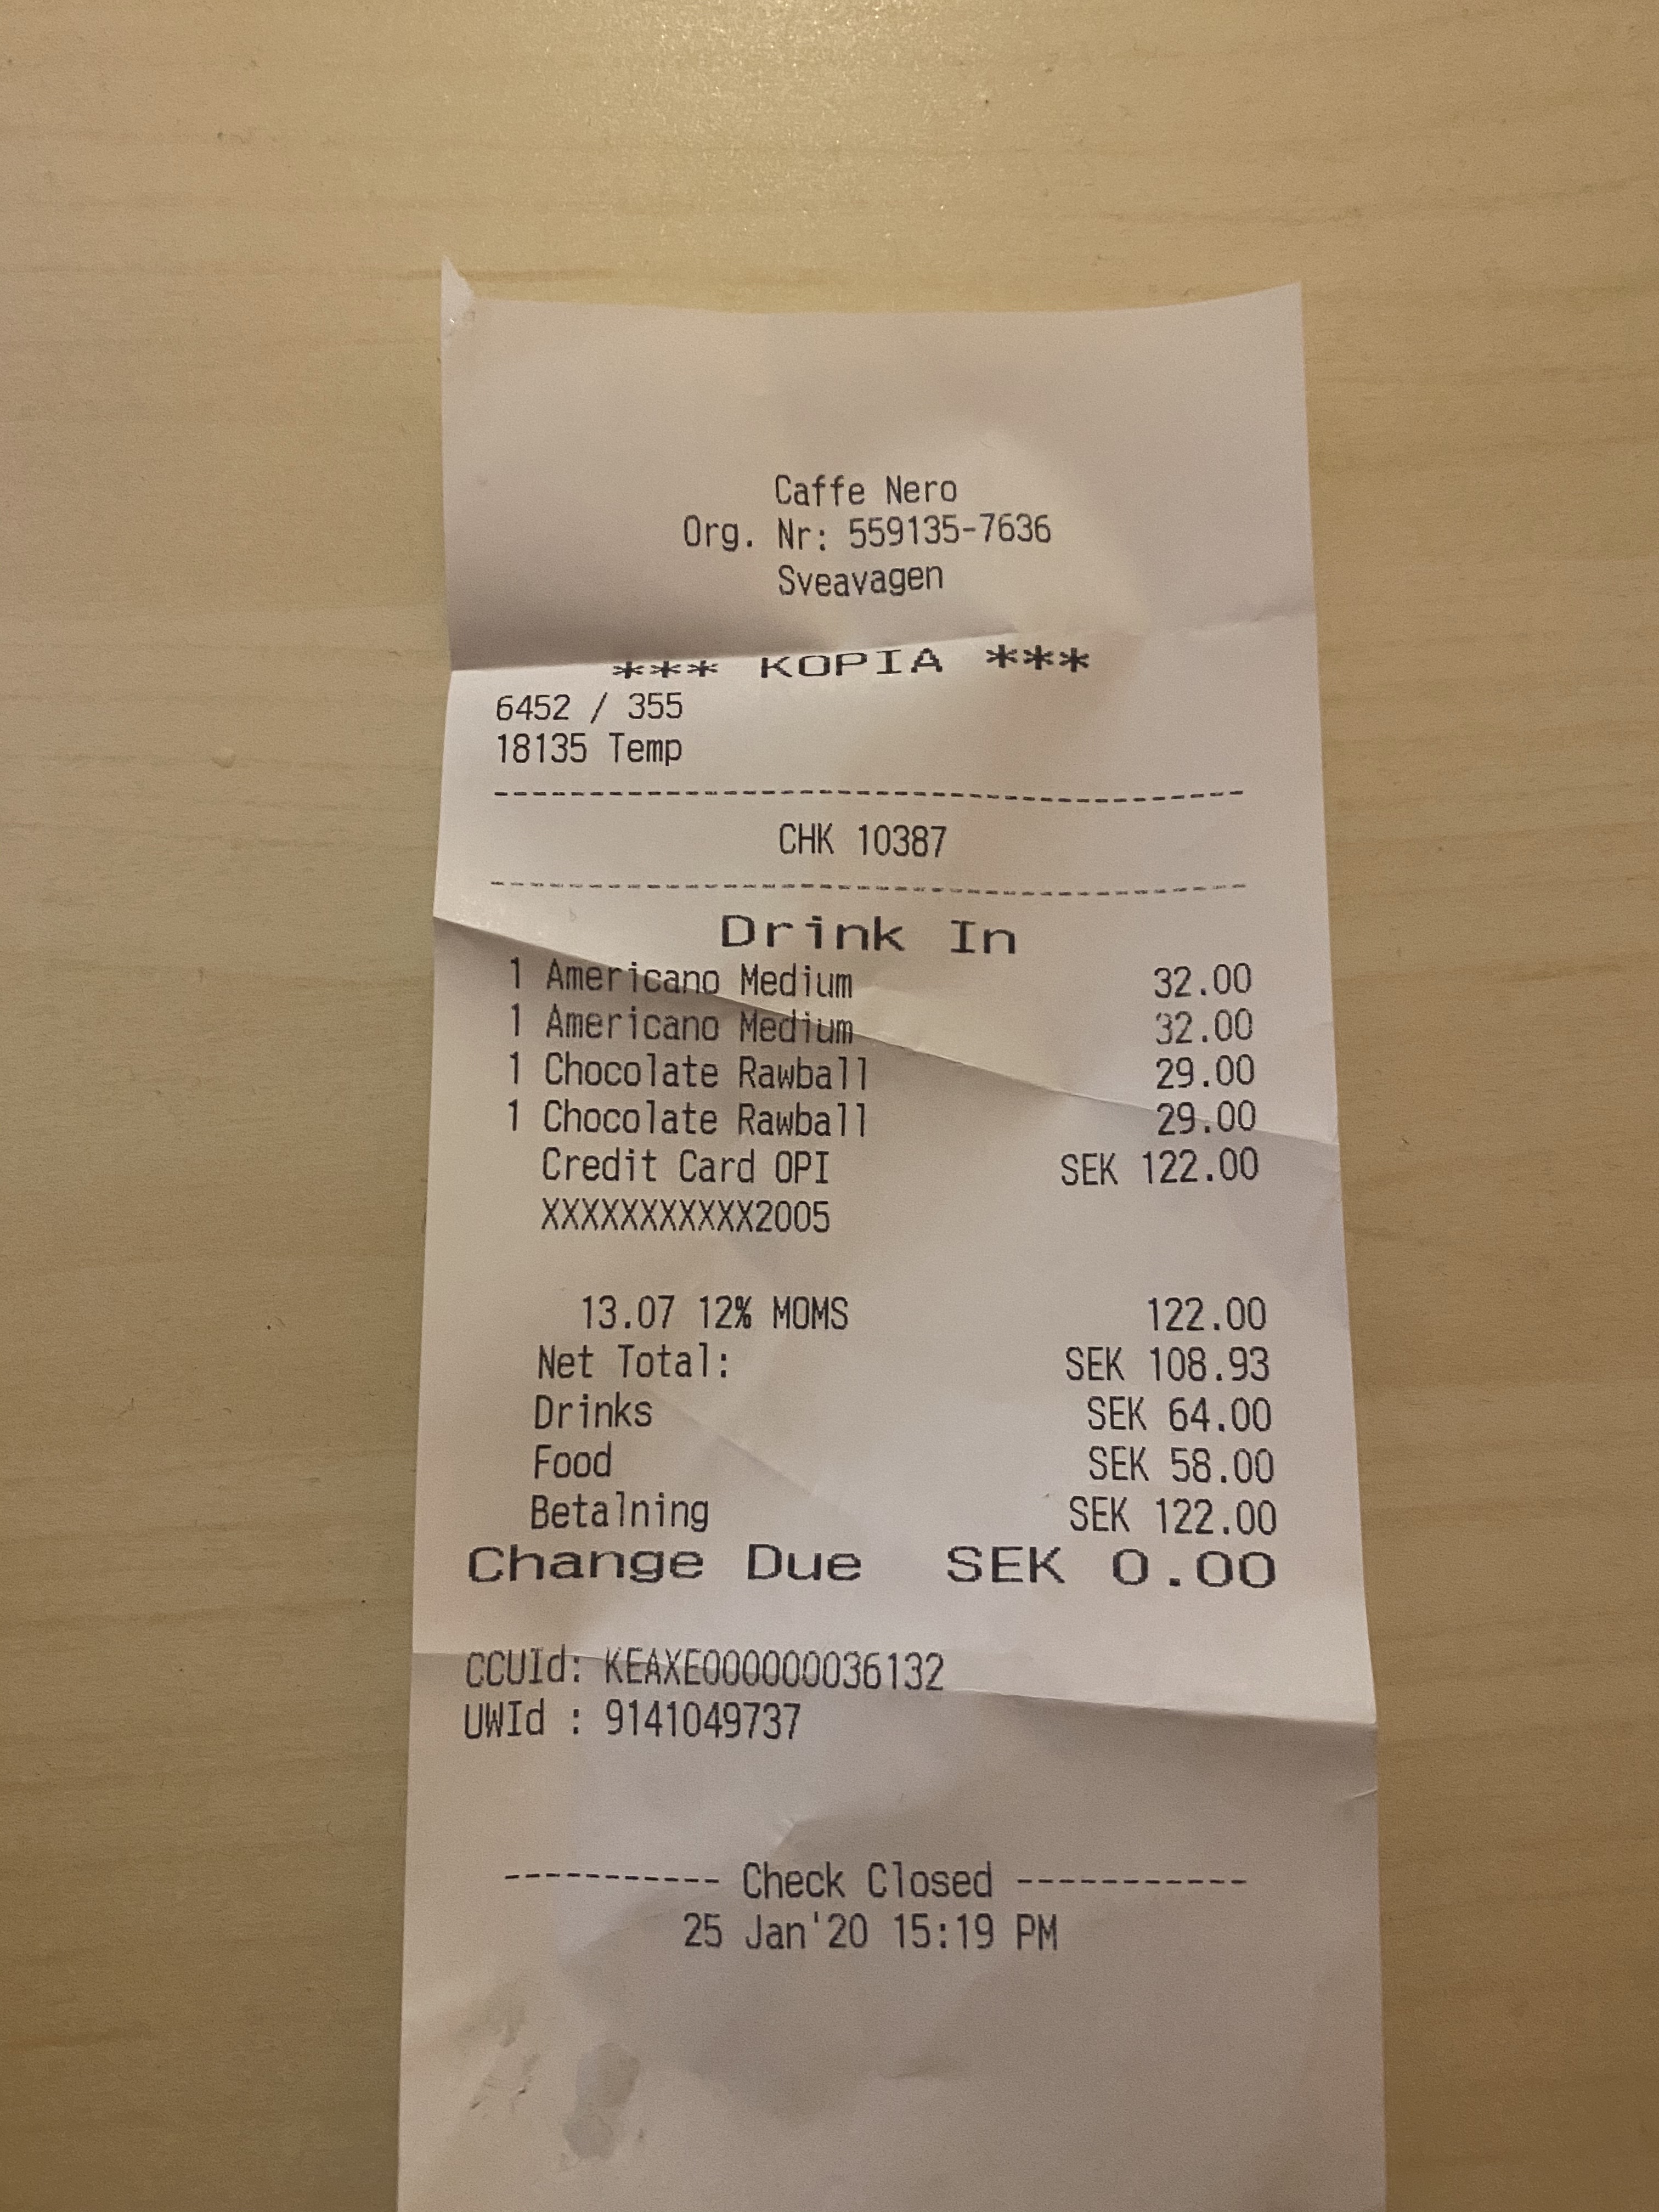 Caffe Nero
Org. Nr: 559135-7636
Sveavagen
*** KOPIA ***
6452 / 355
18135 Temp
CHK 10387
Drink In
1 Americano Medium 32.00
1 Americano Medium 32.00
1 Chocolate Rawball 29.00
1 Chocolate Rawball 29.00
Credit Card OPI SEK 122.00
XXXXXXXXXXX2005
13.07 12% MOMS 122.00
Net Total: SEK 108.93
Drinks SEK 64.00
Food SEK 58.00
Betalning SEK 122.00
Change Due SEK 0.00
CCUId: KEAXE000000036132
UWId : 9141049737
----------- Check Closed -----------
25 Jan'20 15:19 PM